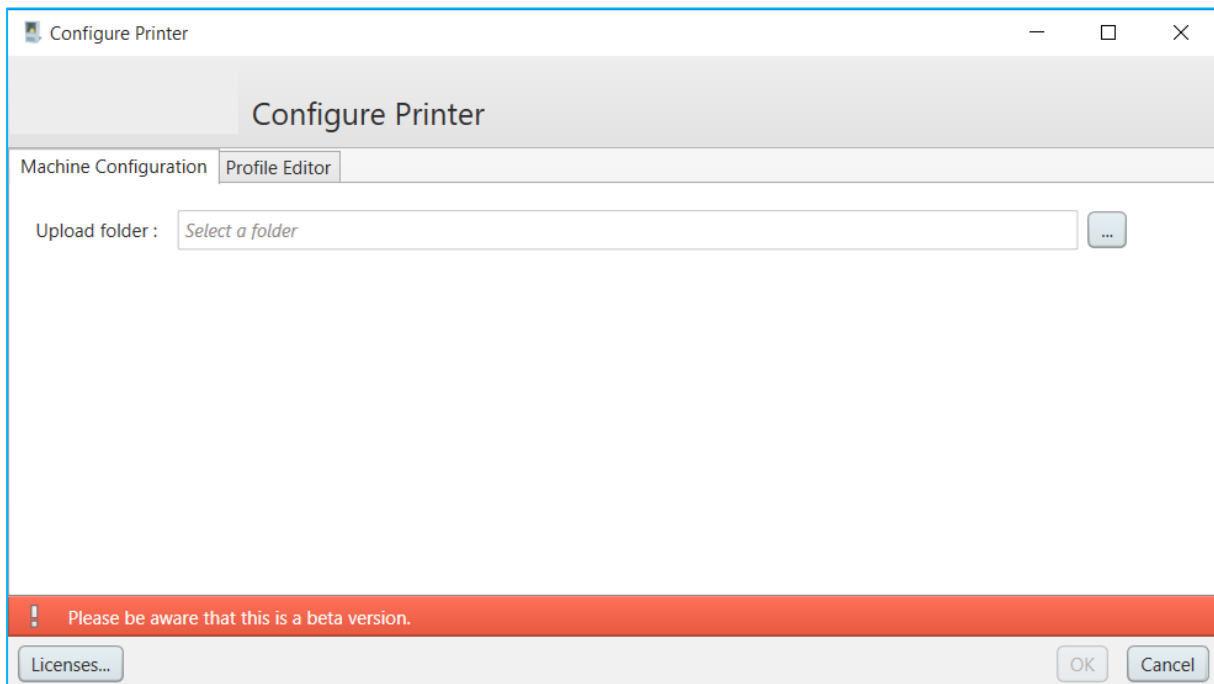 Configure Printer
Configure Printer
Machine Configuration Profile Editor
Upload folder : Select a folder ...
Please be aware that this is a beta version.
Licenses... OK Cancel